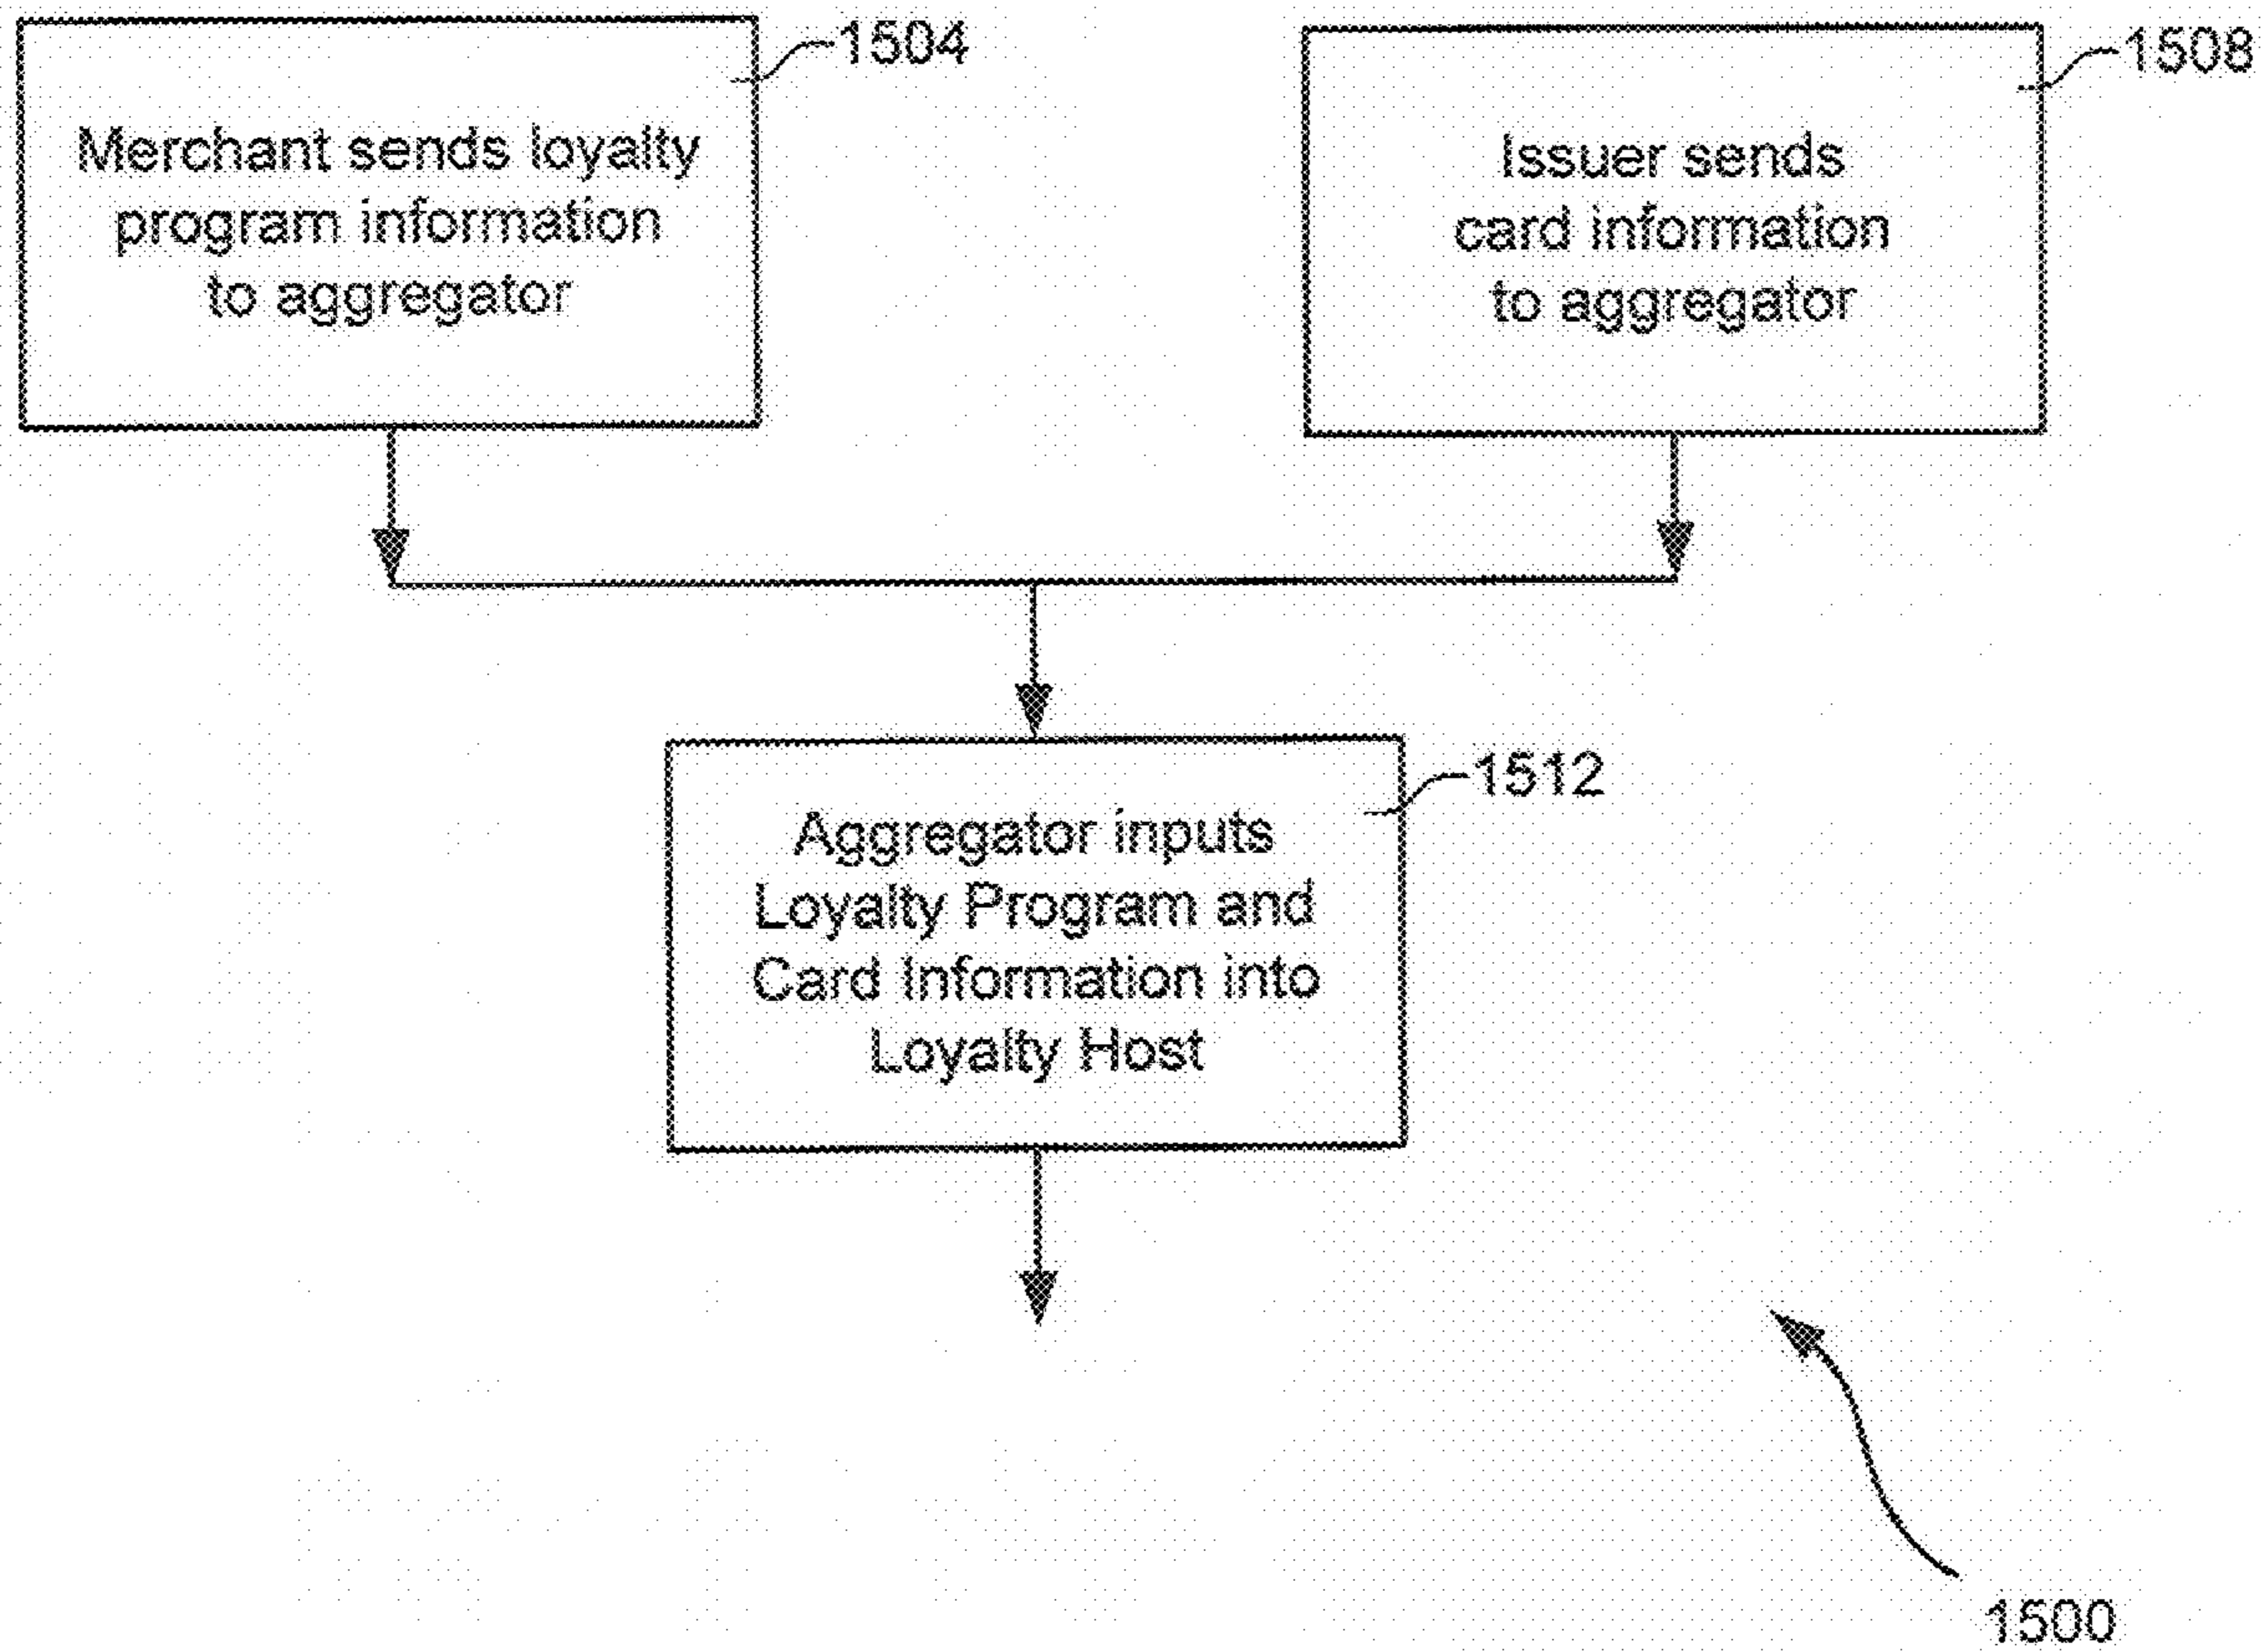 1504
Merchant sends loyalty
program information
to aggregator
1508
Issuer sends
card information
to aggregator
1512
Aggregator inputs
Loyalty Program and
Card Information into
Loyalty Host
1500